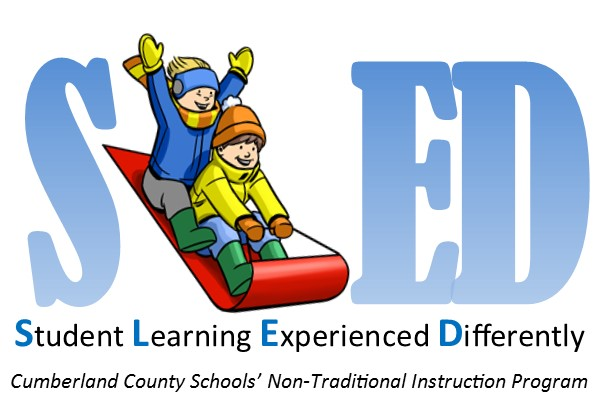 S ED
Student Learning Experienced Differently
Cumberland County Schools' Non-Traditional Instruction Program